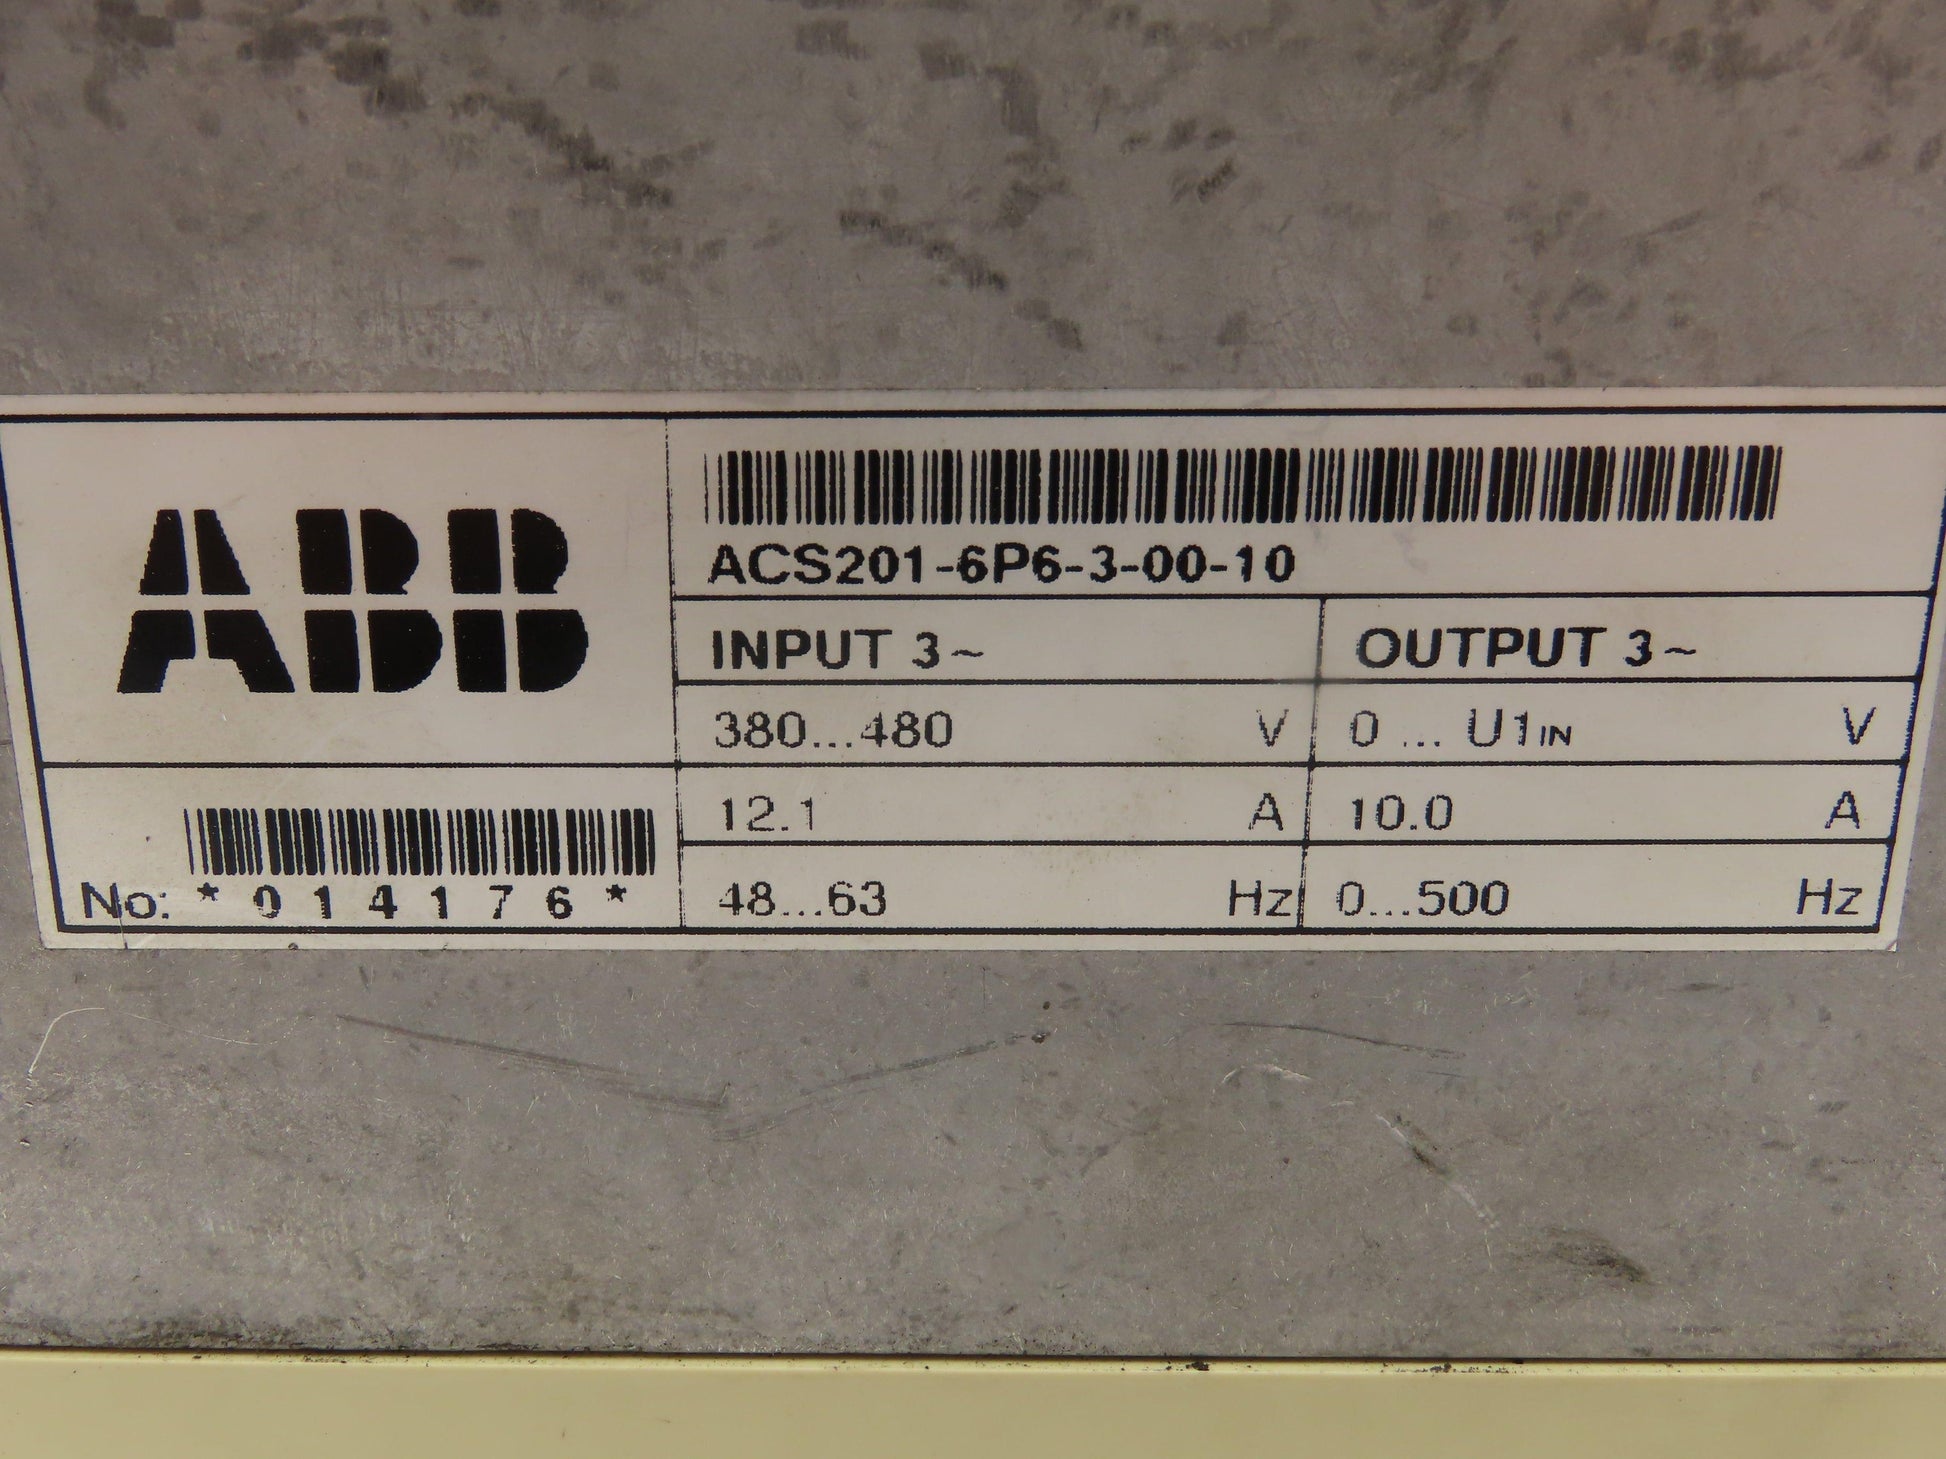 ABB
ACS201-6P6-3-00-10
INPUT 3~ OUTPUT 3~
380...480 V 0 ... U1IN V
12.1 A 10.0 A
No: *014176* 48...63 Hz 0...500 Hz